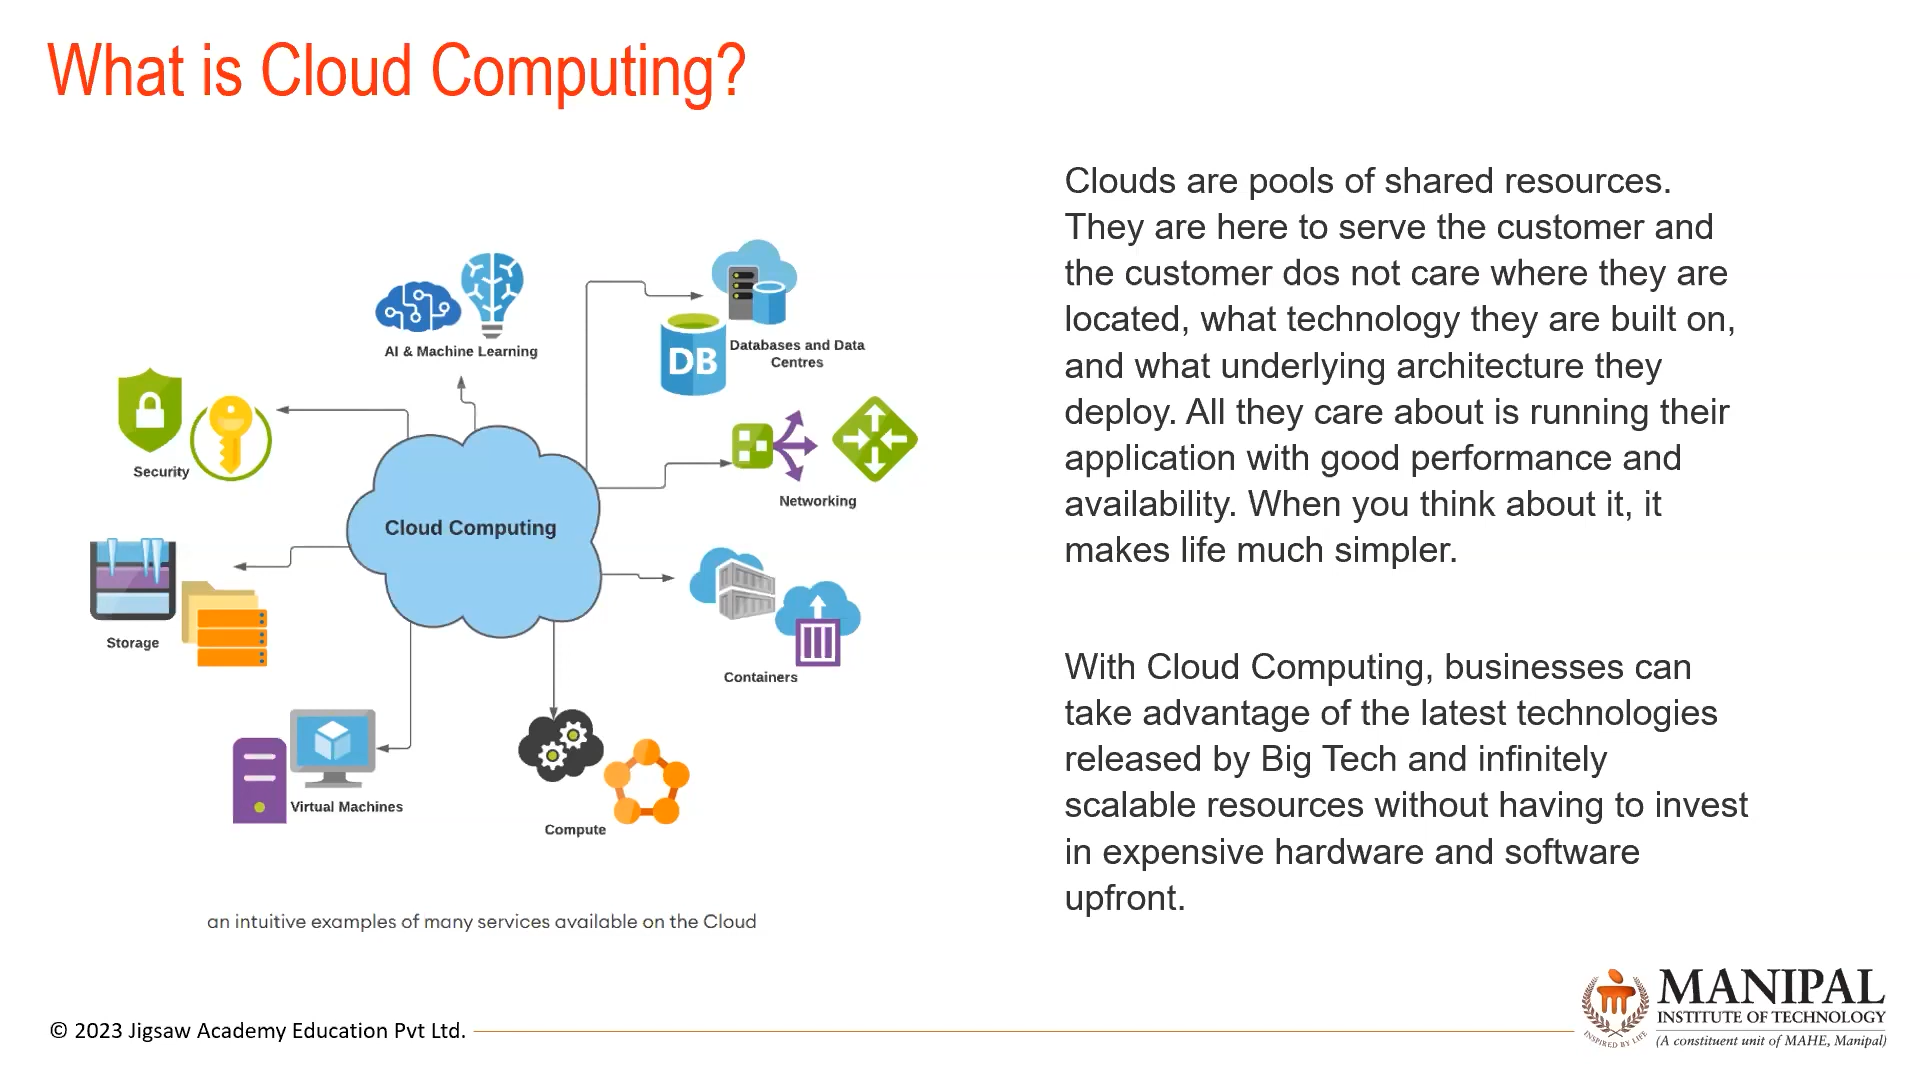 What is Cloud Computing?
AI & Machine Learning
DB
Databases and Data
Centres
Security
Networking
Cloud Computing
Storage
Containers
Virtual Machines
Compute
an intuitive examples of many services available on the Cloud
Clouds are pools of shared resources.
They are here to serve the customer and
the customer dos not care where they are
located, what technology they are built on,
and what underlying architecture they
deploy. All they care about is running their
application with good performance and
availability. When you think about it, it
makes life much simpler.
With Cloud Computing, businesses can
take advantage of the latest technologies
released by Big Tech and infinitely
scalable resources without having to invest
in expensive hardware and software
upfront.
© 2023 Jigsaw Academy Education Pvt Ltd.
INSPIRED BY LIFE
MANIPAL
INSTITUTE OF TECHNOLOGY
(A constituent unit of MAHE, Manipal)